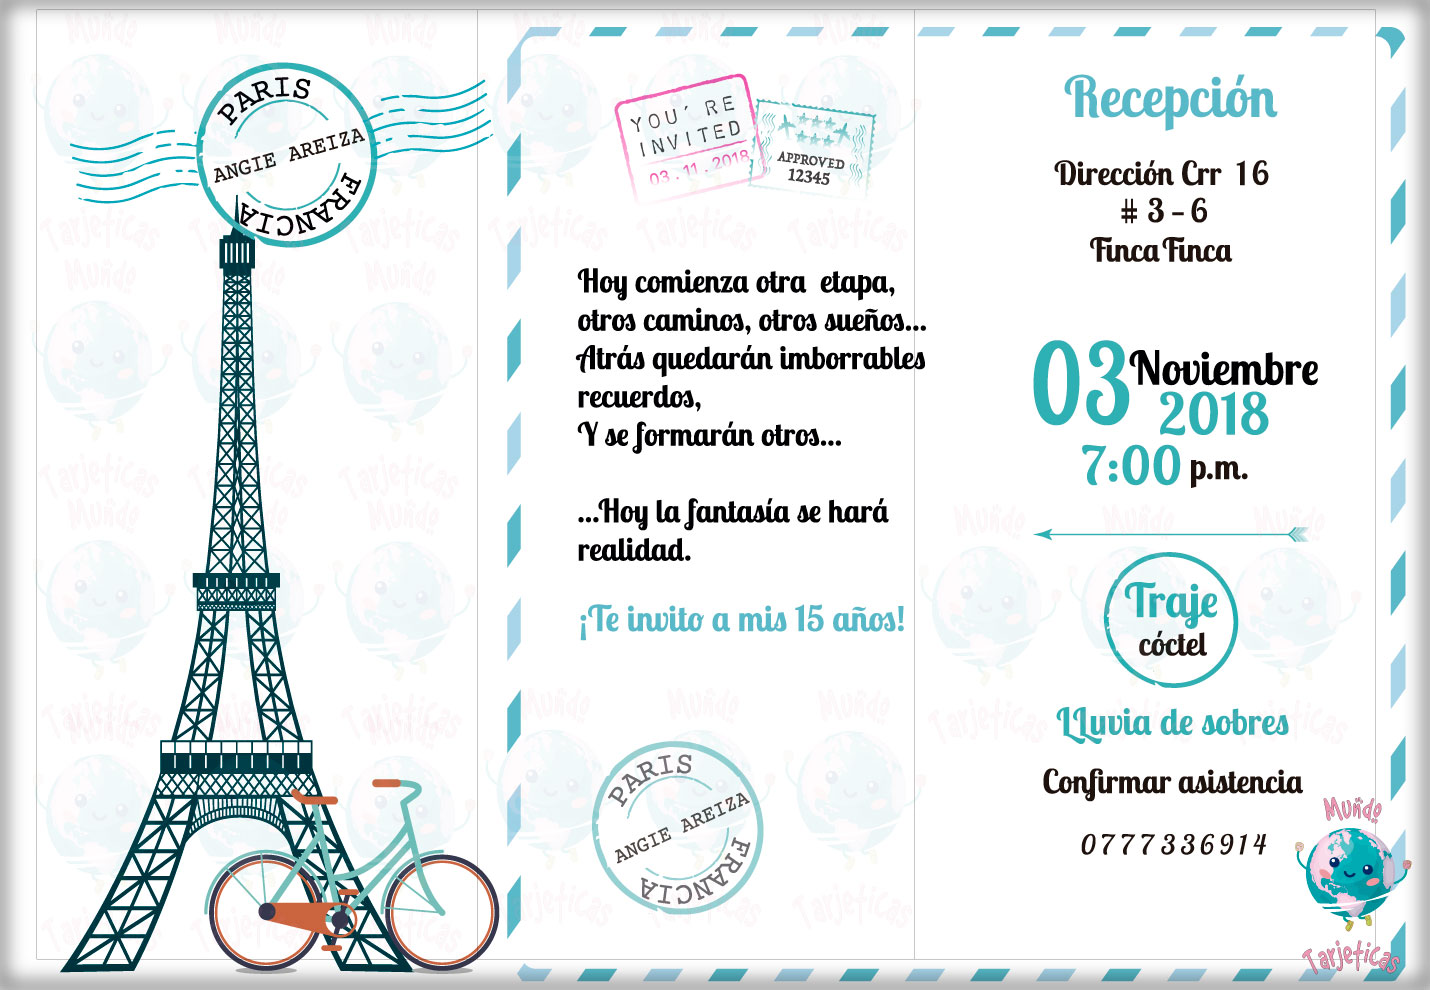 PARIS
ANGIE AREIZA
FRANCIA
YOU'RE
INVITED
03.11.2018
APPROVED
12345
Hoy comienza otra etapa,
otros caminos, otros sueños...
Atrás quedarán imborrables
recuerdos,
Y se formarán otros...
...Hoy la fantasía se hará
realidad.
¡Te invito a mis 15 años!
PARIS
ANGIE AREIZA
FRANCIA
Recepción
Dirección Crr 16
# 3 - 6
Finca Finca
03 Noviembre
2018
7:00 p.m.
Traje
cóctel
LLuvia de sobres
Confirmar asistencia
0777336914
Mundo
Tarjeticas